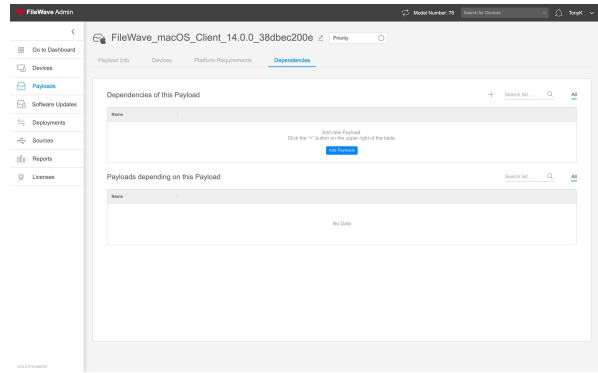 FileWave Admin
Model Number: 78
Search for Devices
TonyK
Go to Dashboard
Devices
Payloads
Software Updates
Deployments
Sources
Reports
Licenses
FileWave_macOS_Client_14.0.0_38dbec200e
Priority
Payload Info
Devices
Platform Requirements
Dependencies
Dependencies of this Payload
Search list ...
All
Name
Add new Payload
Click the "+" button on the upper right of the table.
Add Payloads
Payloads depending on this Payload
Search list ...
All
Name
No Data